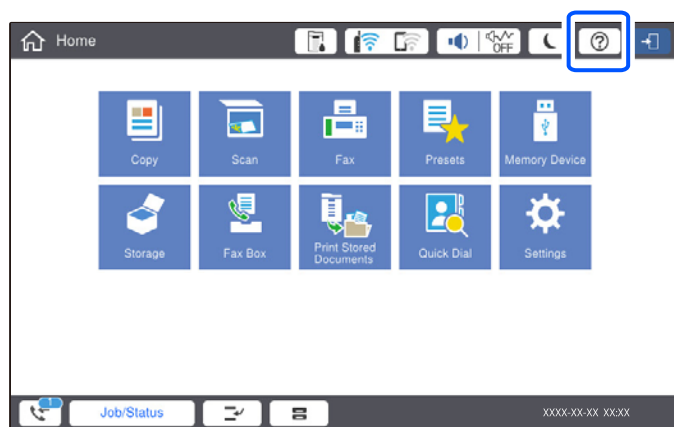 Home
OFF
?
Copy
Scan
Fax
Presets
Memory Device
Storage
Fax Box
Print Stored
Documents
Quick Dial
Settings
1
Job/Status
XXXX-XX-XX XX:XX